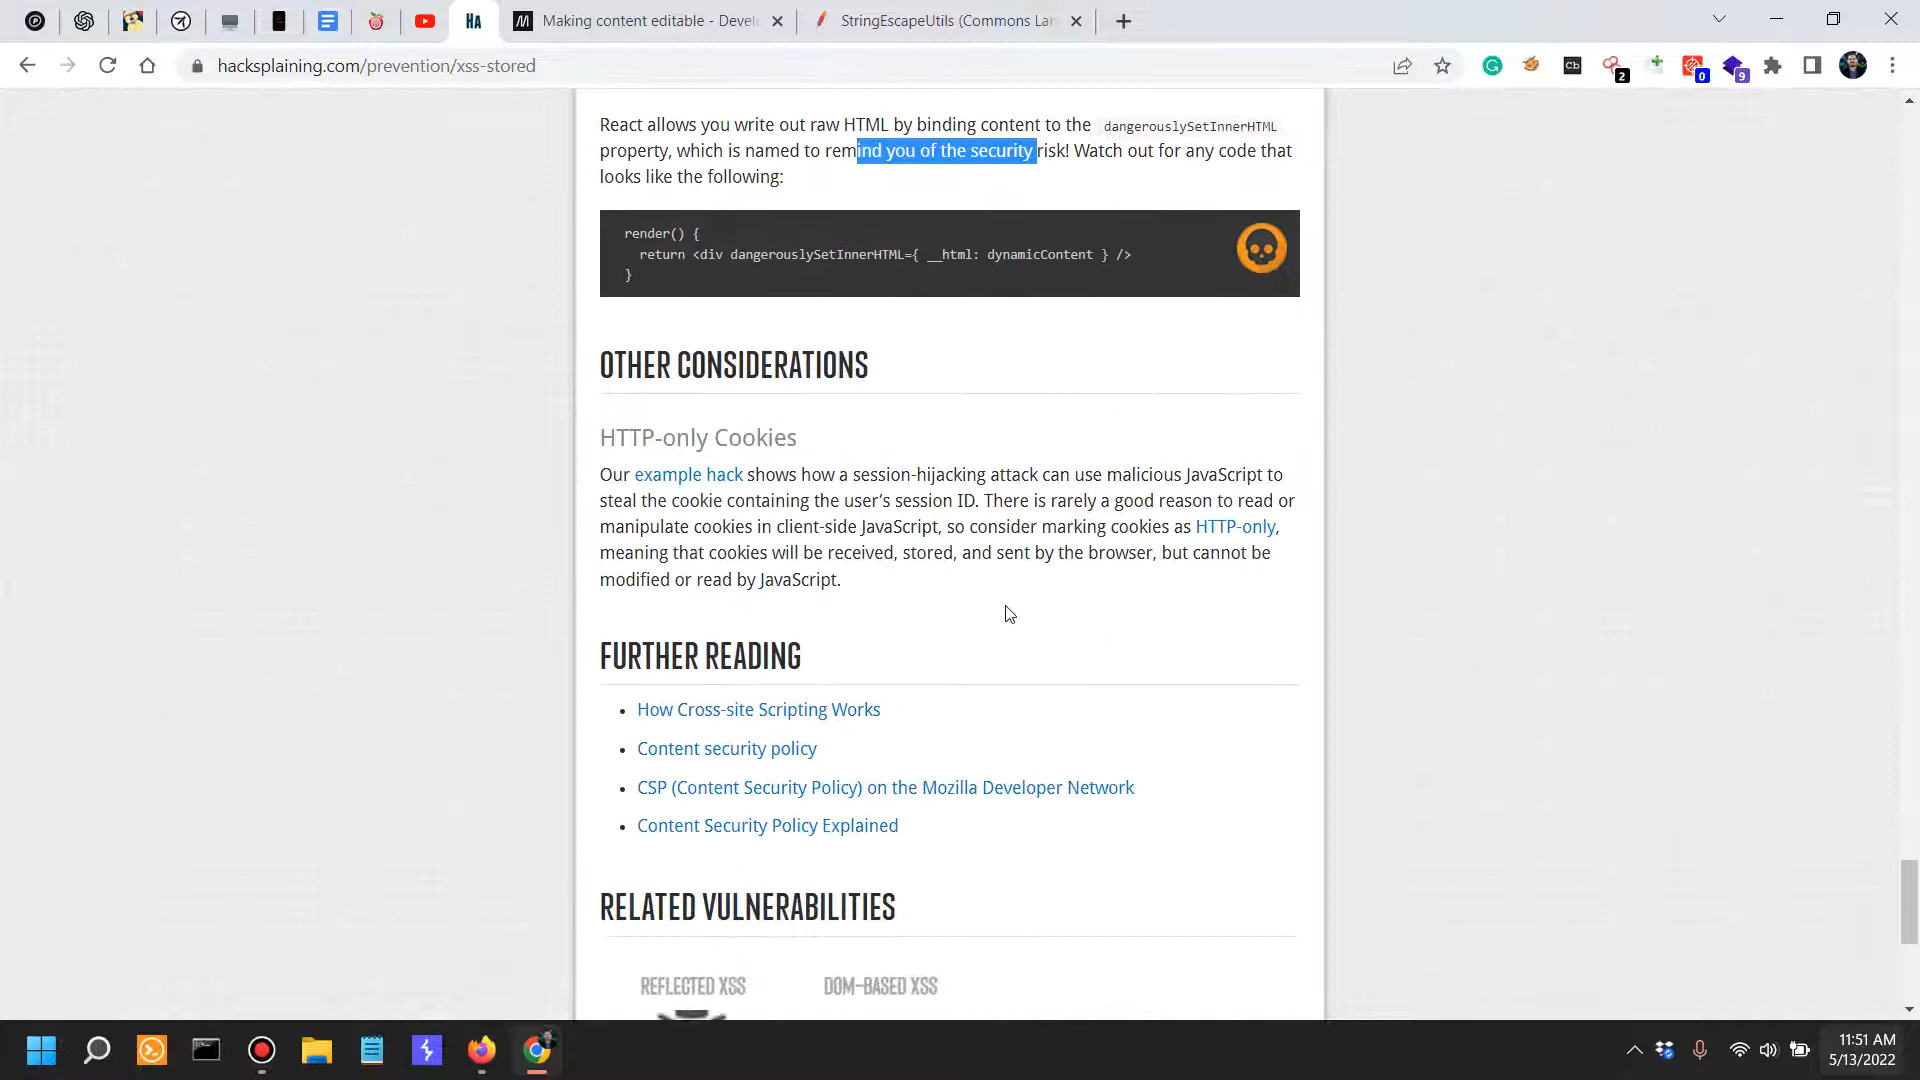 HA
Making content editable - Devel
StringEscapeUtils (Commons Lan
hacksplaining.com/prevention/xss-stored
Cb
2
0
9
React allows you write out raw HTML by binding content to the dangerouslySetInnerHTML
property, which is named to remind you of the security risk! Watch out for any code that
looks like the following:
render() {
return <div dangerouslySetInnerHTML={ __html: dynamicContent } />
}
OTHER CONSIDERATIONS
HTTP-only Cookies
Our example hack shows how a session-hijacking attack can use malicious JavaScript to
steal the cookie containing the user's session ID. There is rarely a good reason to read or
manipulate cookies in client-side JavaScript, so consider marking cookies as HTTP-only,
meaning that cookies will be received, stored, and sent by the browser, but cannot be
modified or read by JavaScript.
FURTHER READING
• How Cross-site Scripting Works
• Content security policy
• CSP (Content Security Policy) on the Mozilla Developer Network
• Content Security Policy Explained
RELATED VULNERABILITIES
REFLECTED XSS
DOM-BASED XSS
11:51 AM
5/13/2022